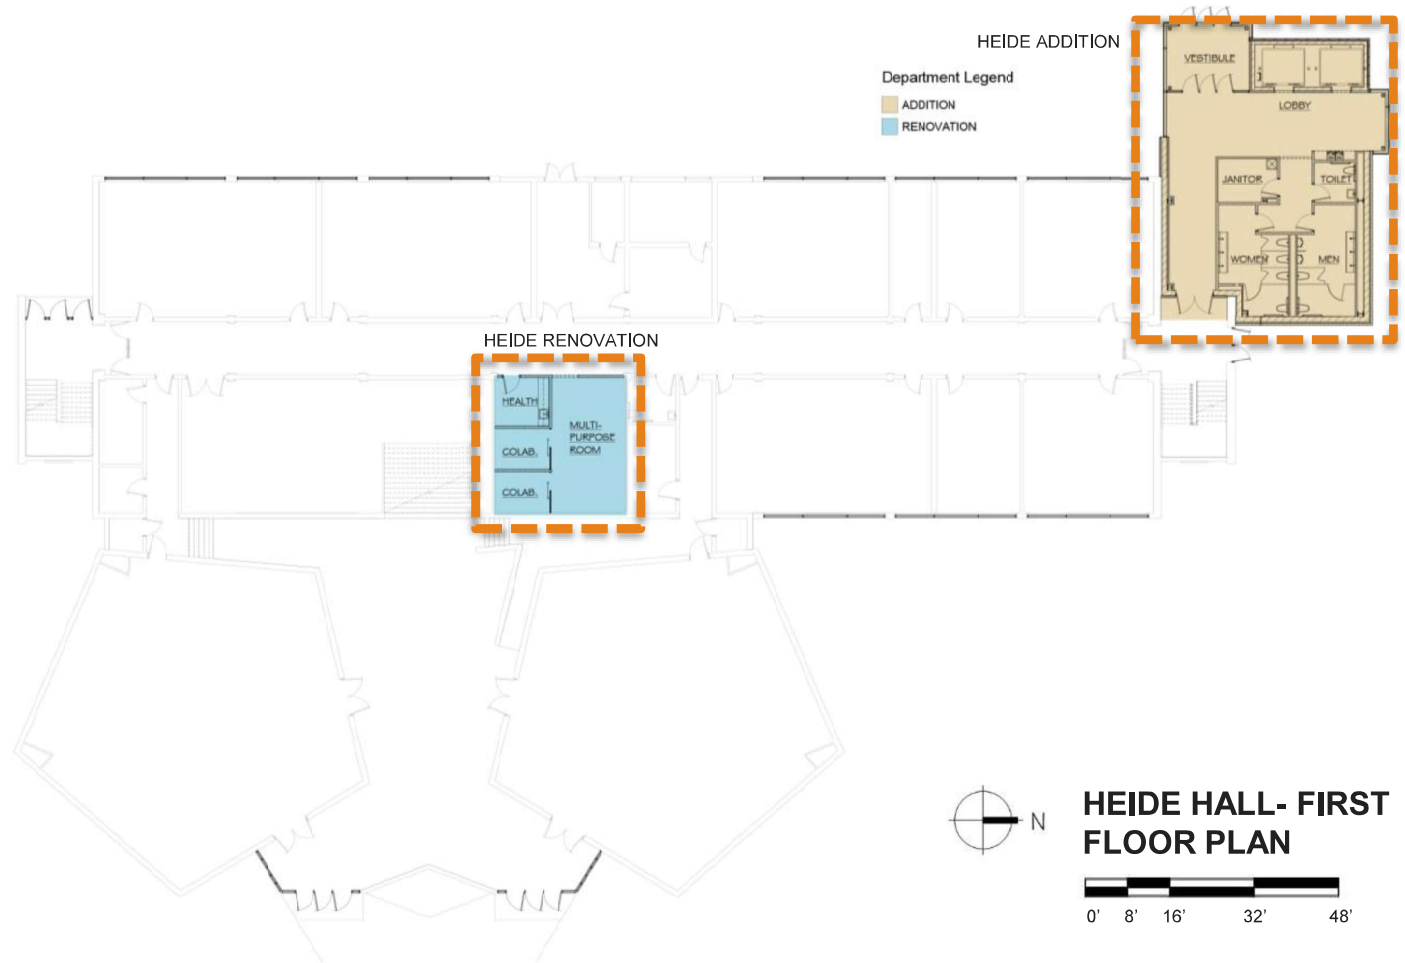 HEIDE ADDITION
Department Legend
ADDITION
RENOVATION
VESTIBULE
LOBBY
JANITOR
TOILET
WOMEN
MEN
HEIDE RENOVATION
HEALTH
MULTI-
PURPOSE
ROOM
COLAB.
COLAB.
N
HEIDE HALL- FIRST
FLOOR PLAN
0' 8' 16' 32' 48'